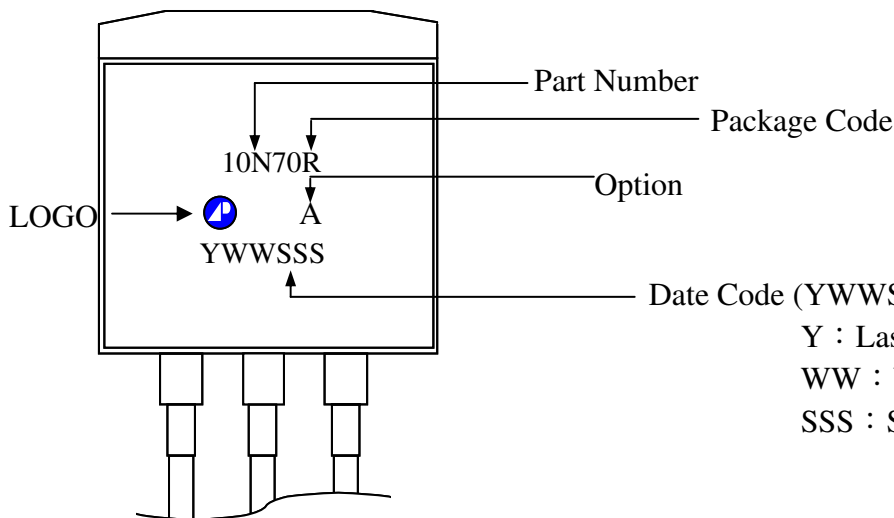 Part Number
Package Code
10N70R
Option
LOGO
A
YWWSSS
Date Code (YWWS
Y：Las
WW：
SSS：S